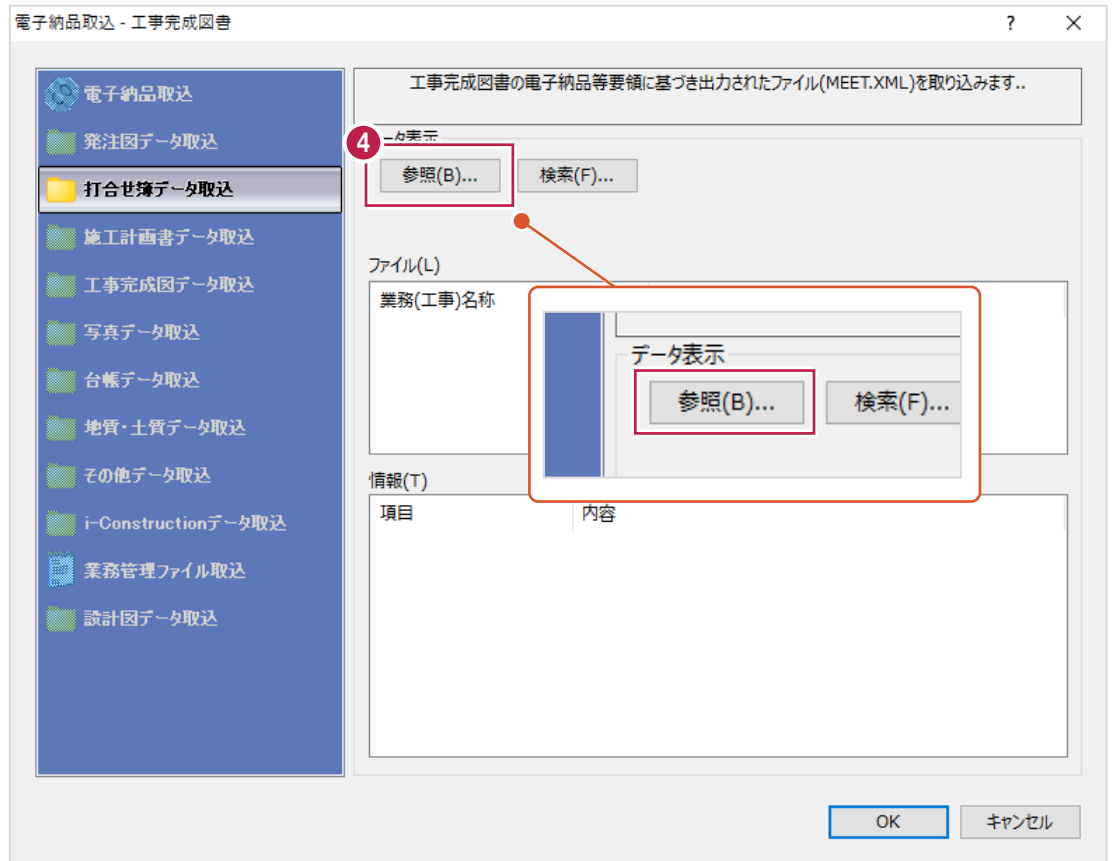 電子納品取込 - 工事完成図書
電子納品取込
発注図データ取込
打合せ簿データ取込
施工計画書データ取込
工事完成図データ取込
写真データ取込
台帳データ取込
地質・土質データ取込
その他データ取込
i-Constructionデータ取込
業務管理ファイル取込
設計図データ取込
工事完成図書の電子納品等要領に基づき出力されたファイル(MEET.XML)を取り込みます..
4
データ表示
参照(B)... 検索(F)...
ファイル(L)
業務(工事)名称
データ表示
参照(B)... 検索(F)...
情報(T)
項目 内容
OK キャンセル